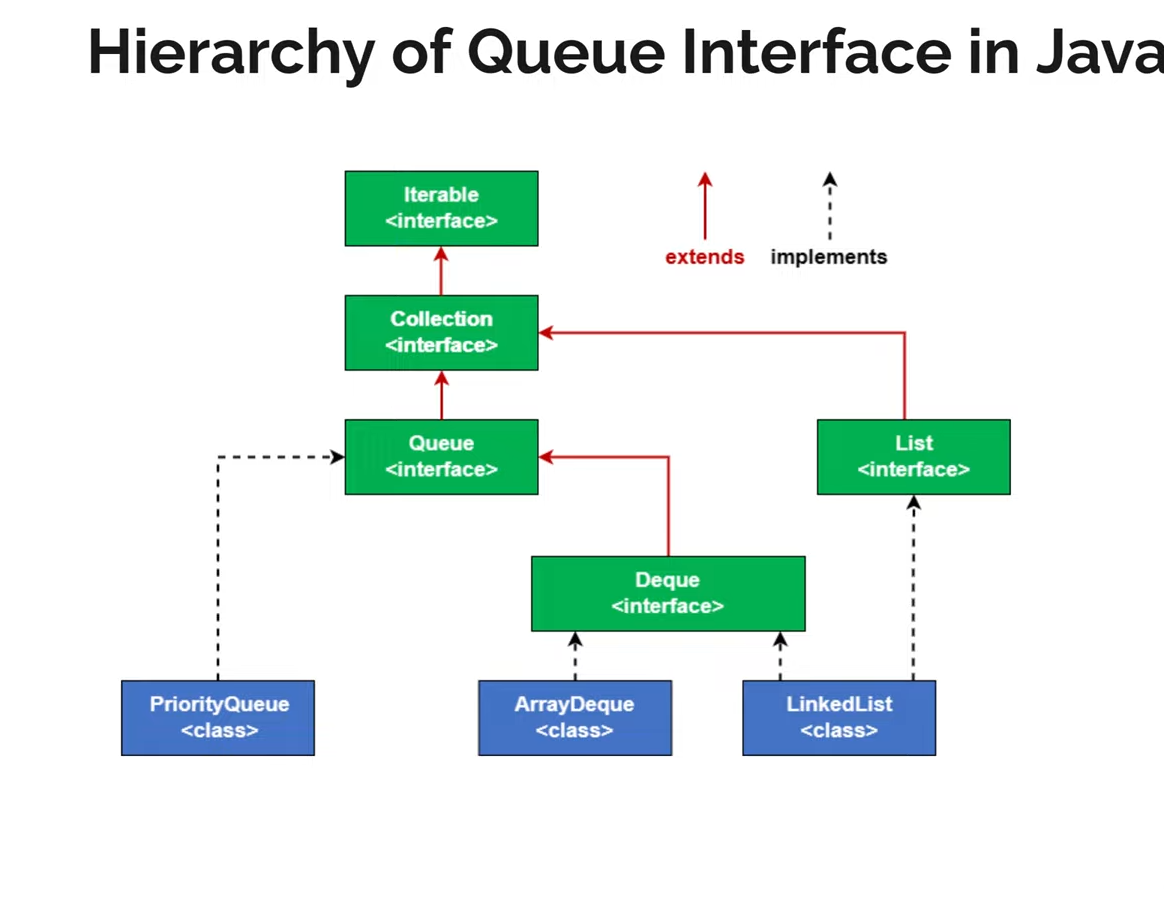 Hierarchy of Queue Interface in Java
Iterable
<interface>
extends
implements
Collection
<interface>
Queue
<interface>
List
<interface>
Deque
<interface>
PriorityQueue
<class>
ArrayDeque
<class>
LinkedList
<class>